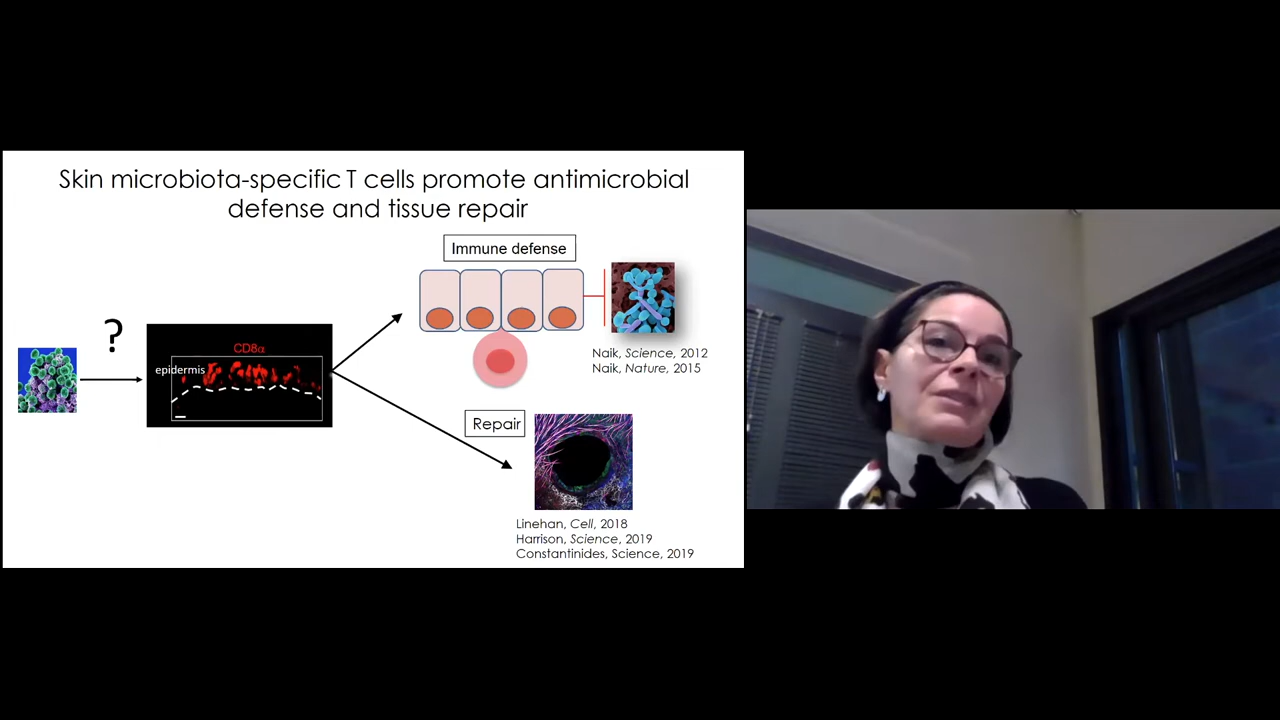 Skin microbiota-specific T cells promote antimicrobial
defense and tissue repair
Immune defense
?
CD8α
epidermis
Naik, Science, 2012
Naik, Nature, 2015
Repair
Linehan, Cell, 2018
Harrison, Science, 2019
Constantinides, Science, 2019